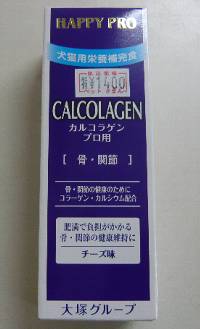 HAPPY PRO
犬猫用栄養補完食
¥1480
CALCOLAGEN
カルコラゲン
プロ用
[ 骨・関節 ]
骨・関節の健康のために
コラーゲン・カルシウム配合
肥満で負担がかかる
骨・関節の健康維持に
チーズ味
大塚グループ